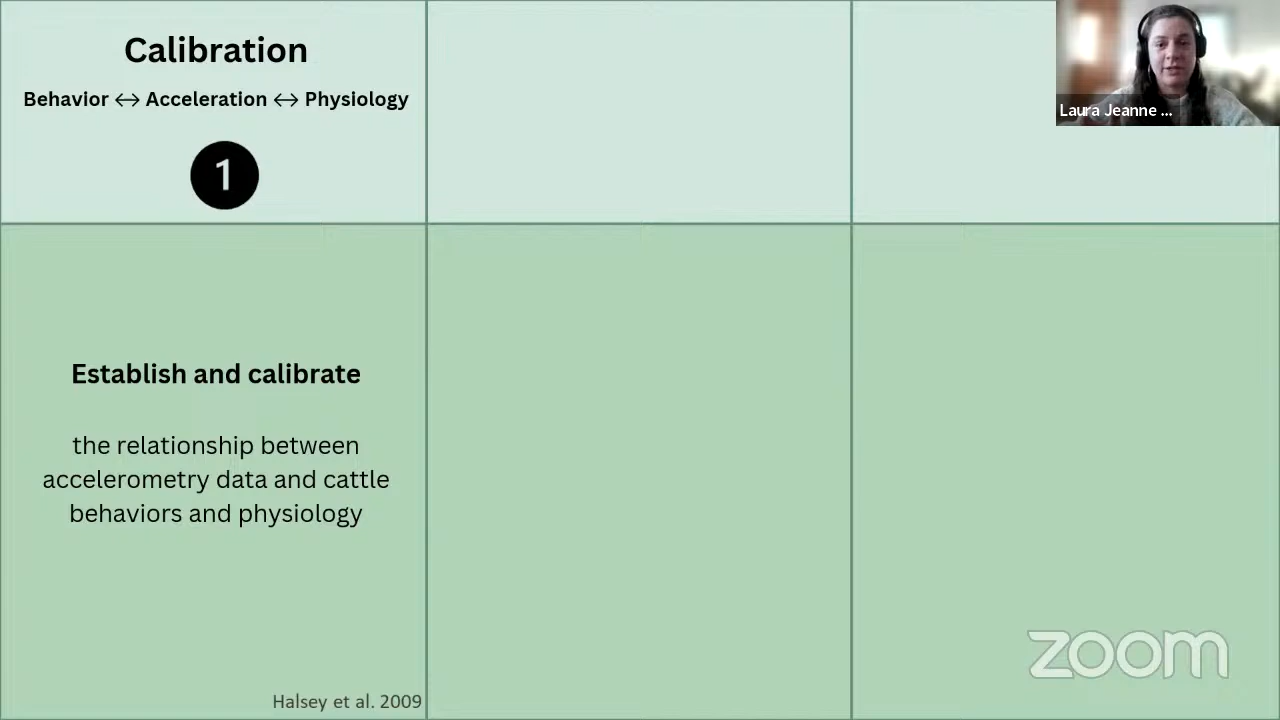 Calibration
Behavior ↔ Acceleration ↔ Physiology
1
Laura Jeanne ...
Establish and calibrate
the relationship between
accelerometry data and cattle
behaviors and physiology
Halsey et al. 2009
zoom